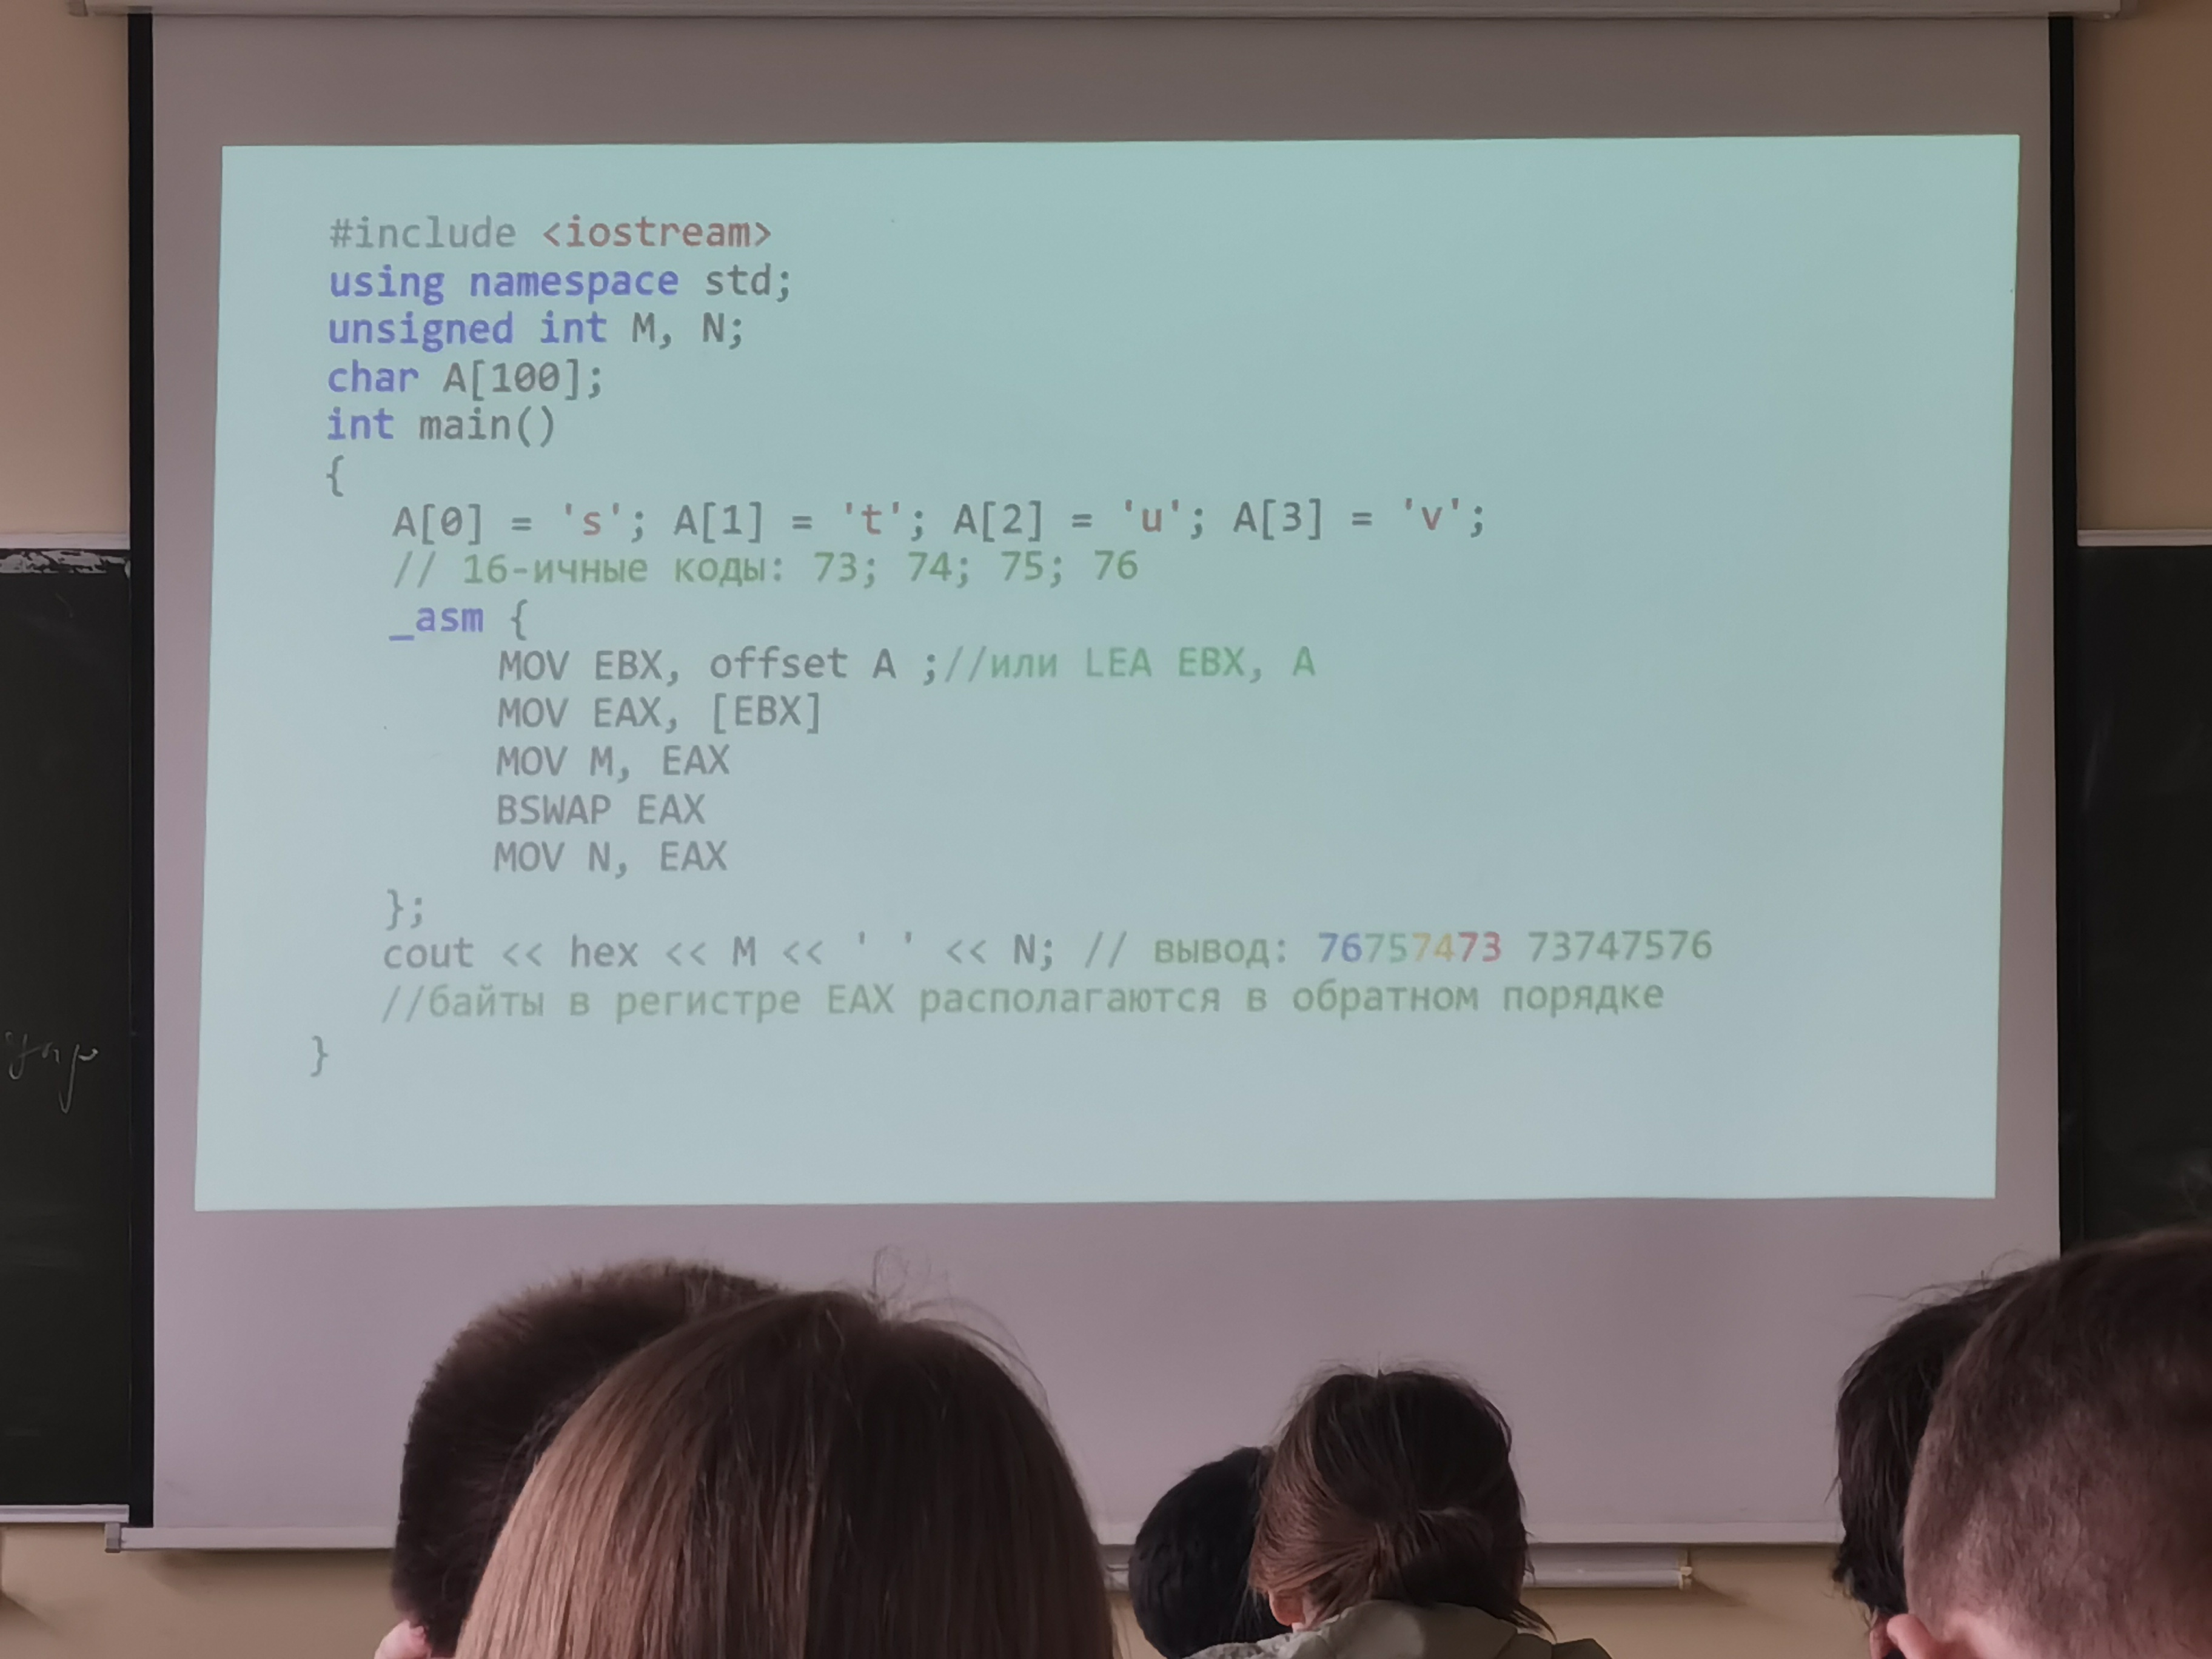 #include <iostream>
using namespace std;
unsigned int M, N;
char A[100];
int main()
{
A[0] = 's'; A[1] = 't'; A[2] = 'u'; A[3] = 'v';
// 16-ичные коды: 73; 74; 75; 76
_asm {
MOV EBX, offset A ;//или LEA EBX, A
MOV EAX, [EBX]
MOV M, EAX
BSWAP EAX
MOV N, EAX
};
cout << hex << M << ' ' << N; // вывод: 76757473 73747576
//байты в регистре EAX располагаются в обратном порядке
}